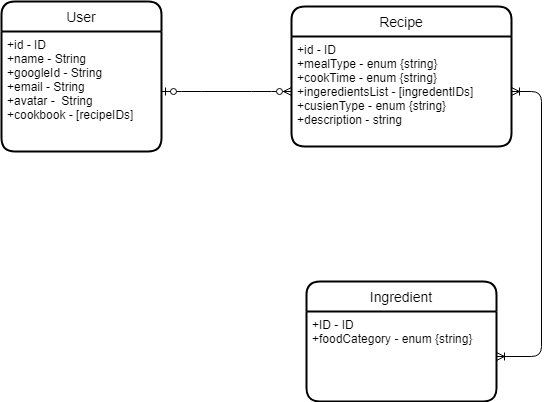 User
+id - ID
+name - String
+googleId - String
+email - String
+avatar - String
+cookbook - [recipeIDs]
Recipe
+id - ID
+mealType - enum {string}
+cookTime - enum {string}
+ingeredientsList - [ingredentIDs]
+cusienType - enum {string}
+description - string
Ingredient
+ID - ID
+foodCategory - enum {string}